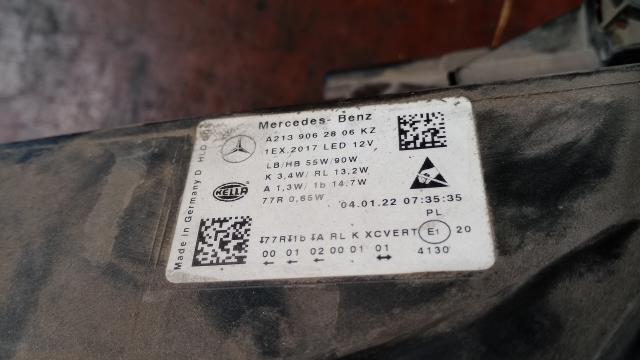 Mercedes-Benz
A213 906 28 06 KZ
1EX.2017 LED 12V
LB/HB 55W/90W
K 3,4W/ RL 13,2W
A 1,3W/ 1b 14.7W
77R 0,65W
04.01.22 07:35:35
PL
HELLA
77R 1b A RL K XCVERT E1 20
00 01 02 00 01 01
4130
Made in Germany D HLD